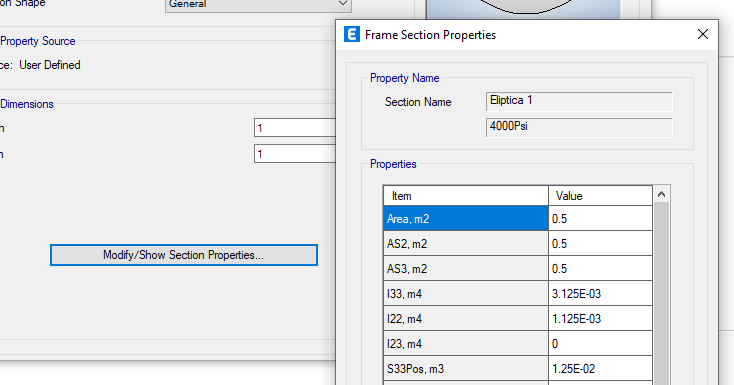 on Shape
General
Property Source
ce: User Defined
Dimensions
h
1
h
1
Modify/Show Section Properties...
E Frame Section Properties
Property Name
Section Name
Eliptica 1
4000Psi
Properties
Item Value
Area, m2 0.5
AS2, m2 0.5
AS3, m2 0.5
I33, m4 3.125E-03
I22, m4 1.125E-03
I23, m4 0
S33Pos, m3 1.25E-02